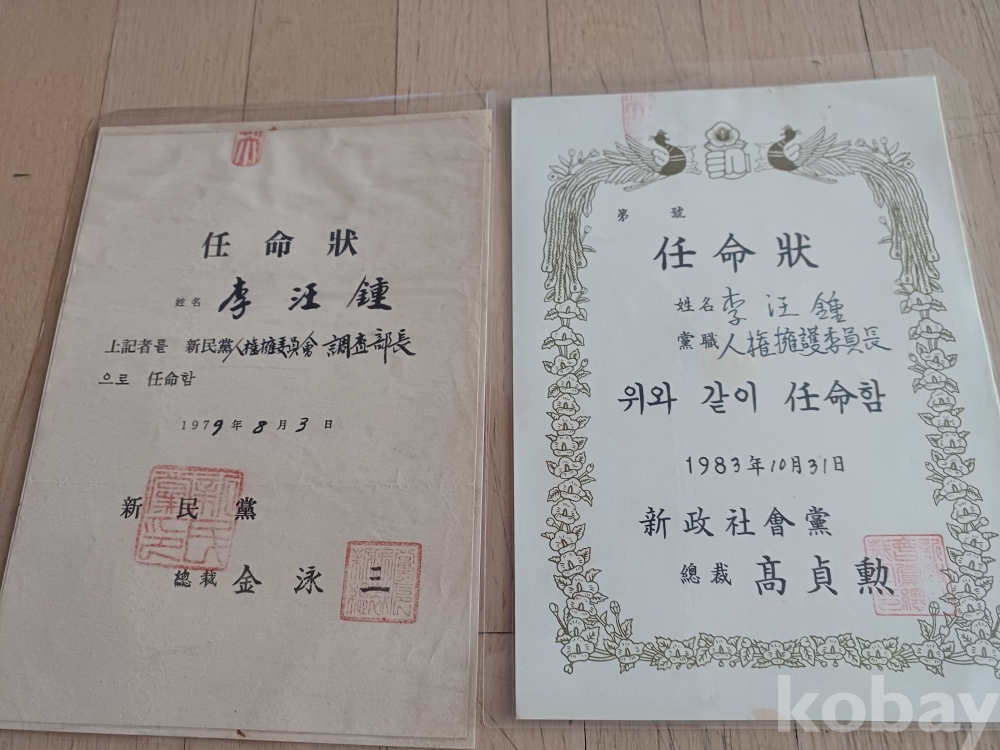 任命狀
姓名 李汪鍾
上記者를 新民黨人權擁護委員會 調査部長
으로 任命함
1979年 8月 3日
新民黨
總裁 金泳三
第 號
任命狀
姓名 李汪鍾
黨職 人權擁護委員長
위와 같이 任命함
1983年10月31日
新政社會黨
總裁 高貞勲
kobay